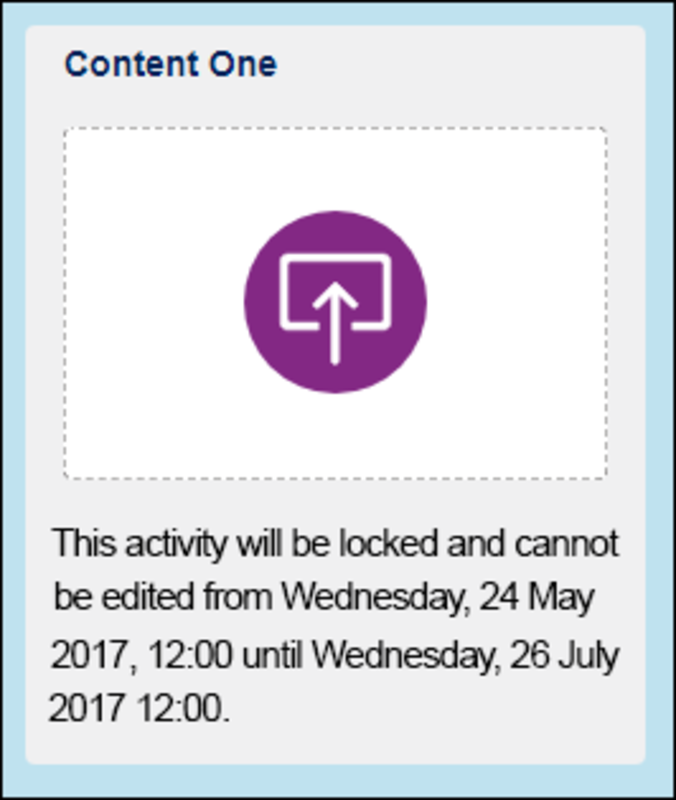 Content One
This activity will be locked and cannot
be edited from Wednesday, 24 May
2017, 12:00 until Wednesday, 26 July
2017 12:00.